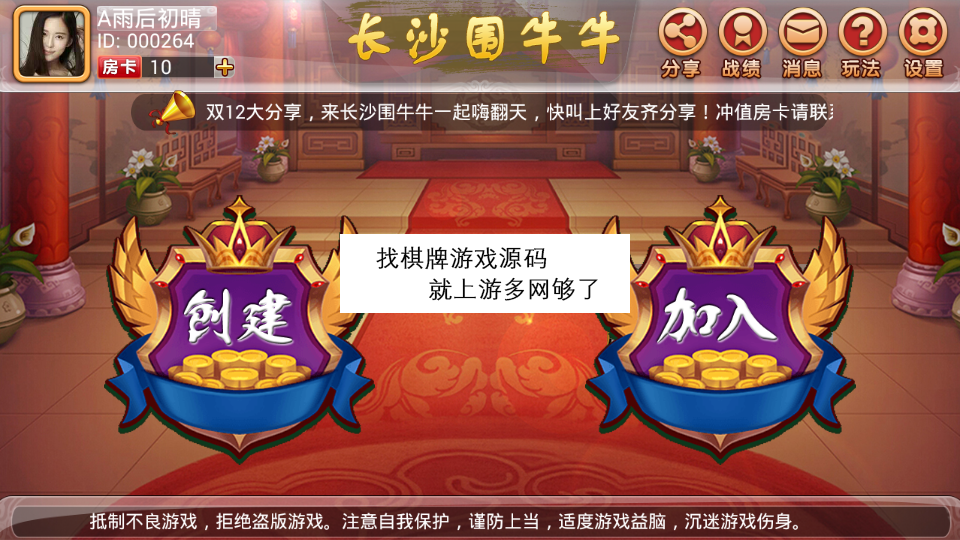 A雨后初晴
ID: 000264
房卡 10
长沙围牛牛
分享 战绩 消息 玩法 设置
双12大分享，来长沙围牛牛一起嗨翻天，快叫上好友齐分享！冲值房卡请联
找棋牌游戏源码
就上游多网够了
創建
加入
抵制不良游戏，拒绝盗版游戏。注意自我保护，谨防上当，适度游戏益脑，沉迷游戏伤身。